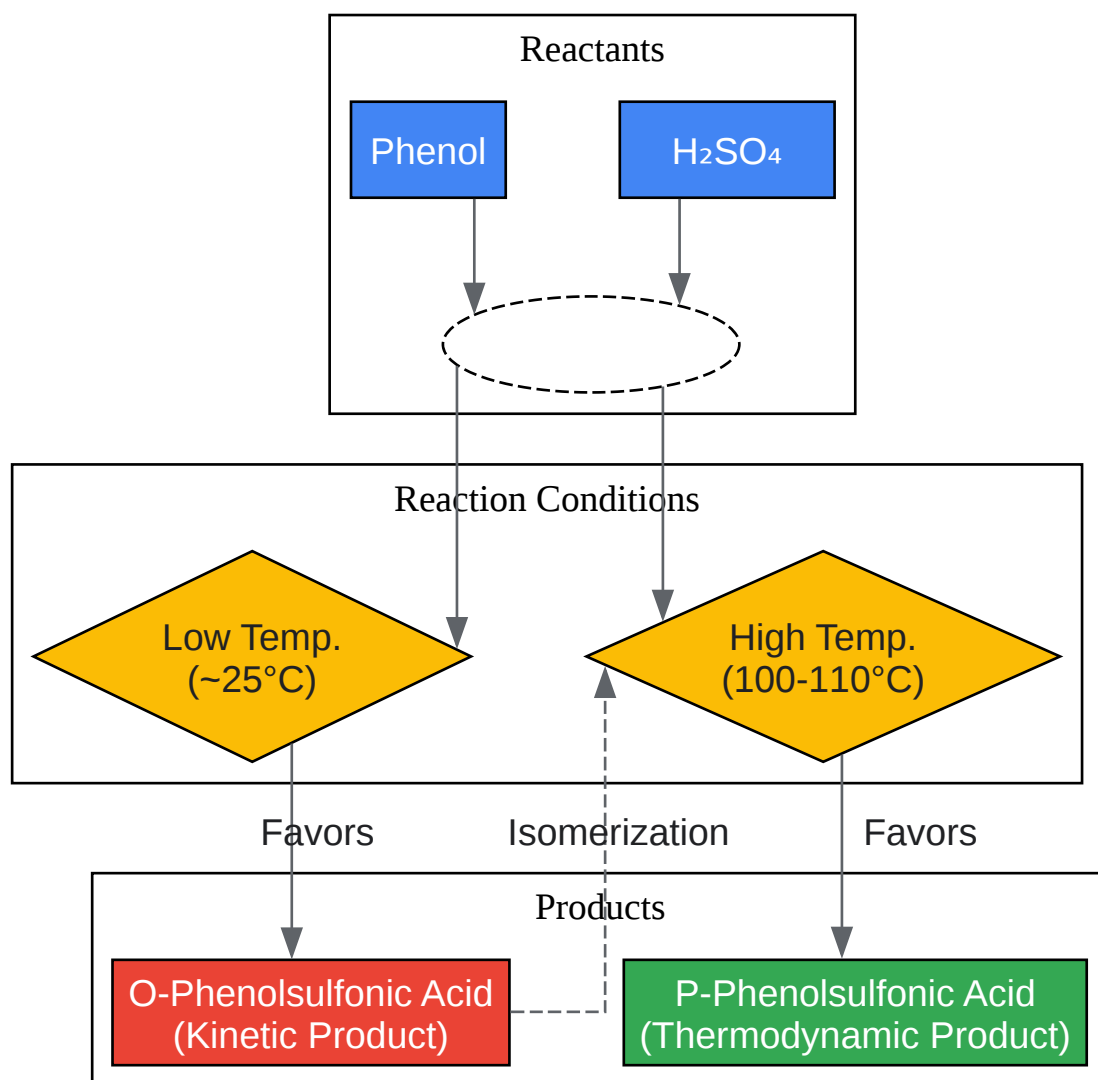 Reactants
Phenol
H₂SO₄
Reaction Conditions
Low Temp.
(~25°C)
High Temp.
(100-110°C)
Favors
Isomerization
Favors
Products
O-Phenolsulfonic Acid
(Kinetic Product)
P-Phenolsulfonic Acid
(Thermodynamic Product)